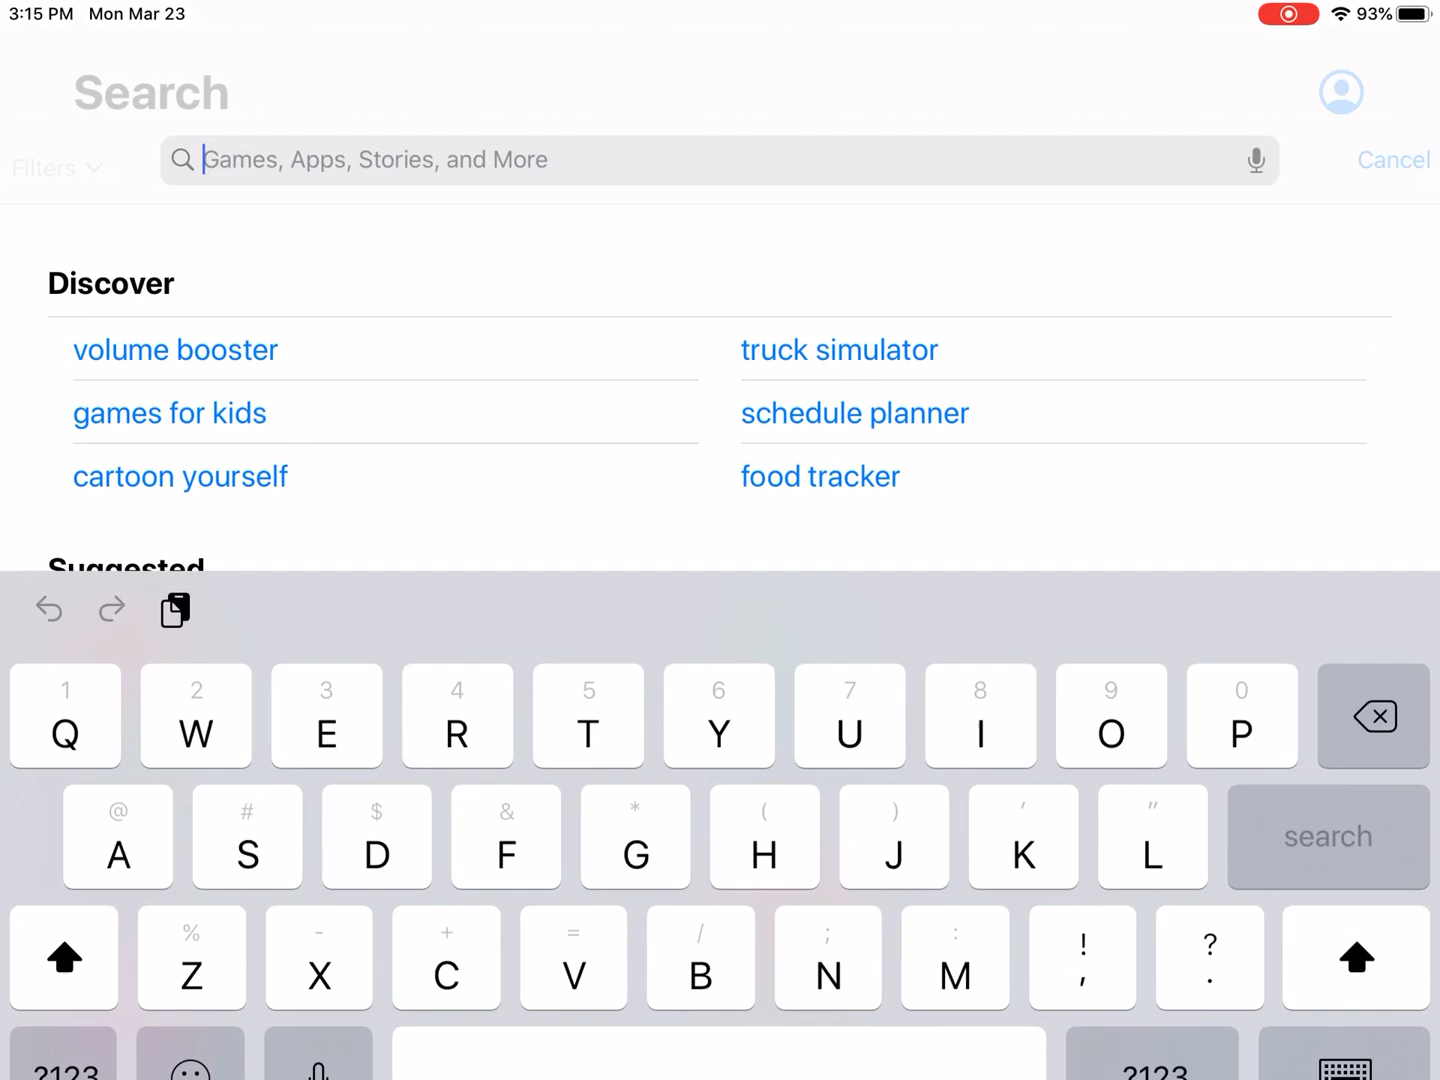 3:15 PM Mon Mar 23 93%
Search
Filters
Games, Apps, Stories, and More
Cancel
Discover
volume booster truck simulator
games for kids schedule planner
cartoon yourself food tracker
Suggested
1 2 3 4 5 6 7 8 9 0
Q W E R T Y U I O P
@ # $ & * ( ) ' "
A S D F G H J K L search
% - + = / ; : ! ?
Z X C V B N M , .
?123 ?123